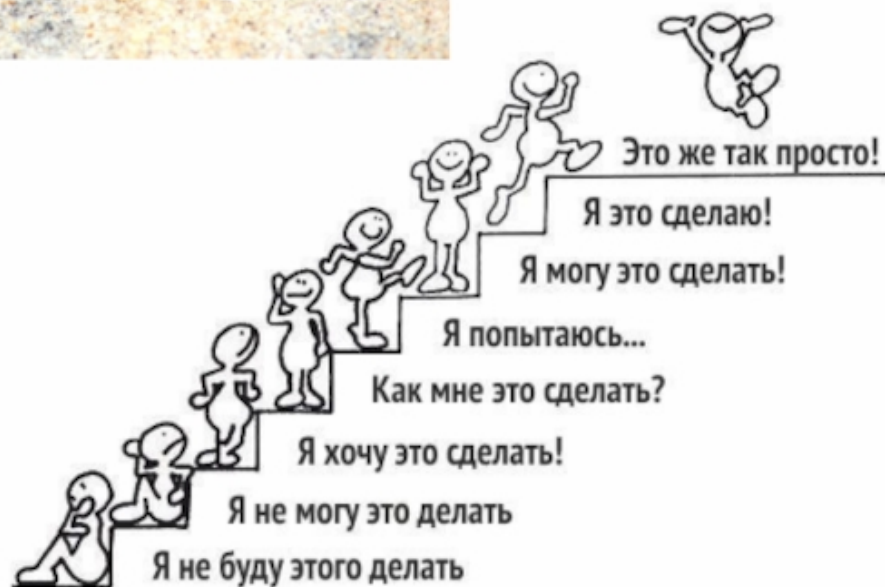 Это же так просто!
Я это сделаю!
Я могу это сделать!
Я попытаюсь...
Как мне это сделать?
Я хочу это сделать!
Я не могу это делать
Я не буду этого делать